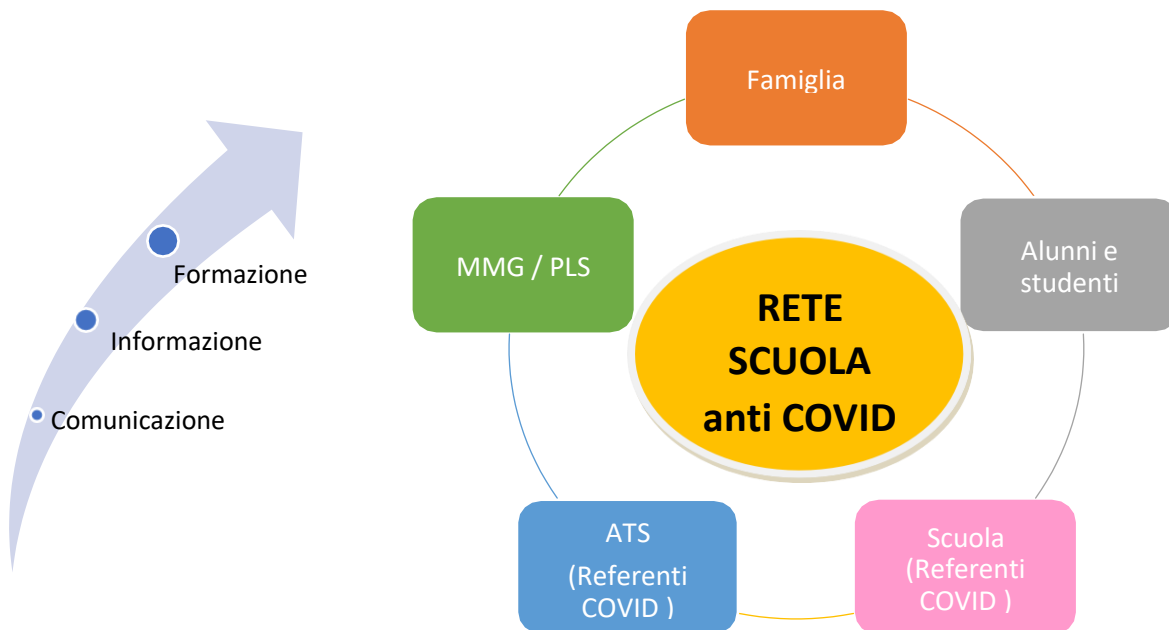 Formazione
Informazione
Comunicazione
Famiglia
MMG / PLS
Alunni e
studenti
RETE
SCUOLA
anti COVID
ATS
(Referenti
COVID )
Scuola
(Referenti
COVID )